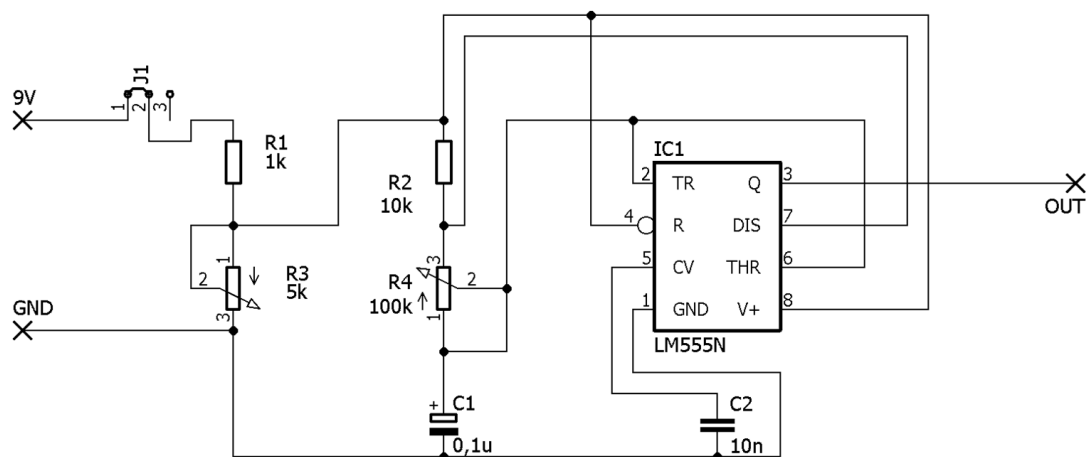 J1
9V
1 2 3
R1
1k
IC1
R2
10k
2 TR Q 3
4 R DIS 7
OUT
5 CV THR 6
1
2
R3
5k
3
3
R4
100k
2
1
GND
1 GND V+ 8
LM555N
+ C1
0,1u
C2
10n